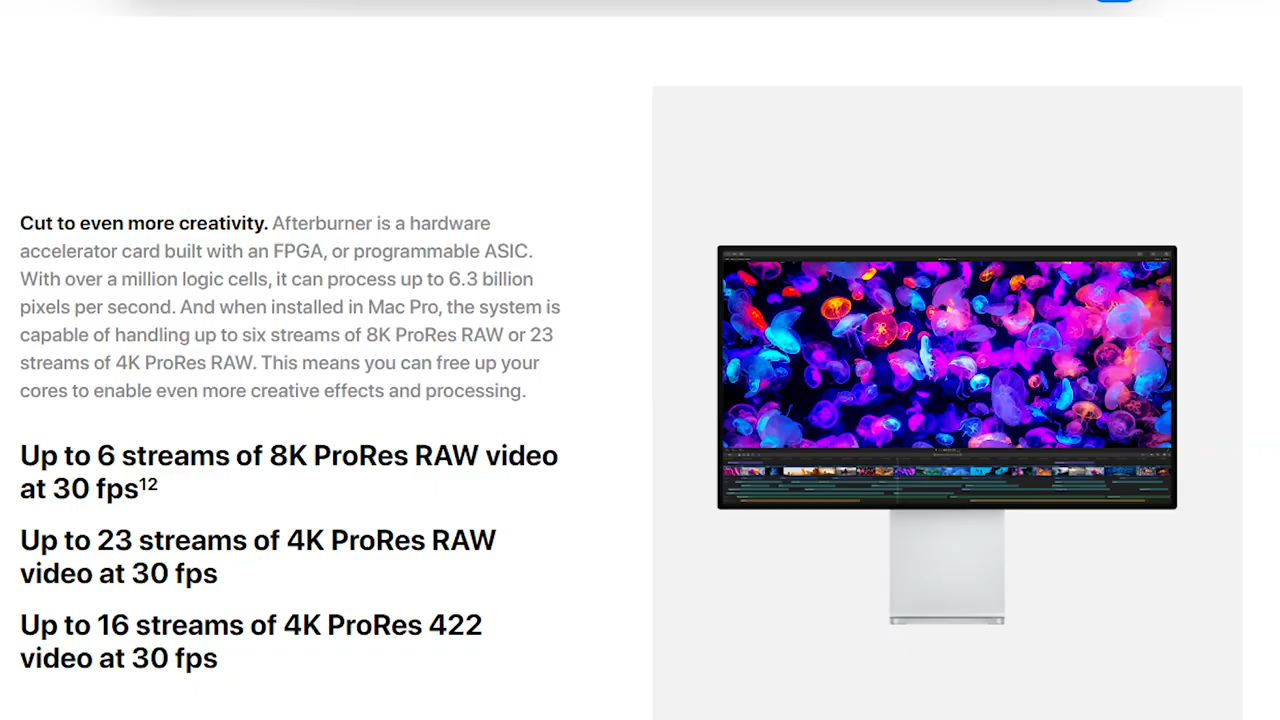 Cut to even more creativity. Afterburner is a hardware
accelerator card built with an FPGA, or programmable ASIC.
With over a million logic cells, it can process up to 6.3 billion
pixels per second. And when installed in Mac Pro, the system is
capable of handling up to six streams of 8K ProRes RAW or 23
streams of 4K ProRes RAW. This means you can free up your
cores to enable even more creative effects and processing.
Up to 6 streams of 8K ProRes RAW video
at 30 fps¹²
Up to 23 streams of 4K ProRes RAW
video at 30 fps
Up to 16 streams of 4K ProRes 422
video at 30 fps